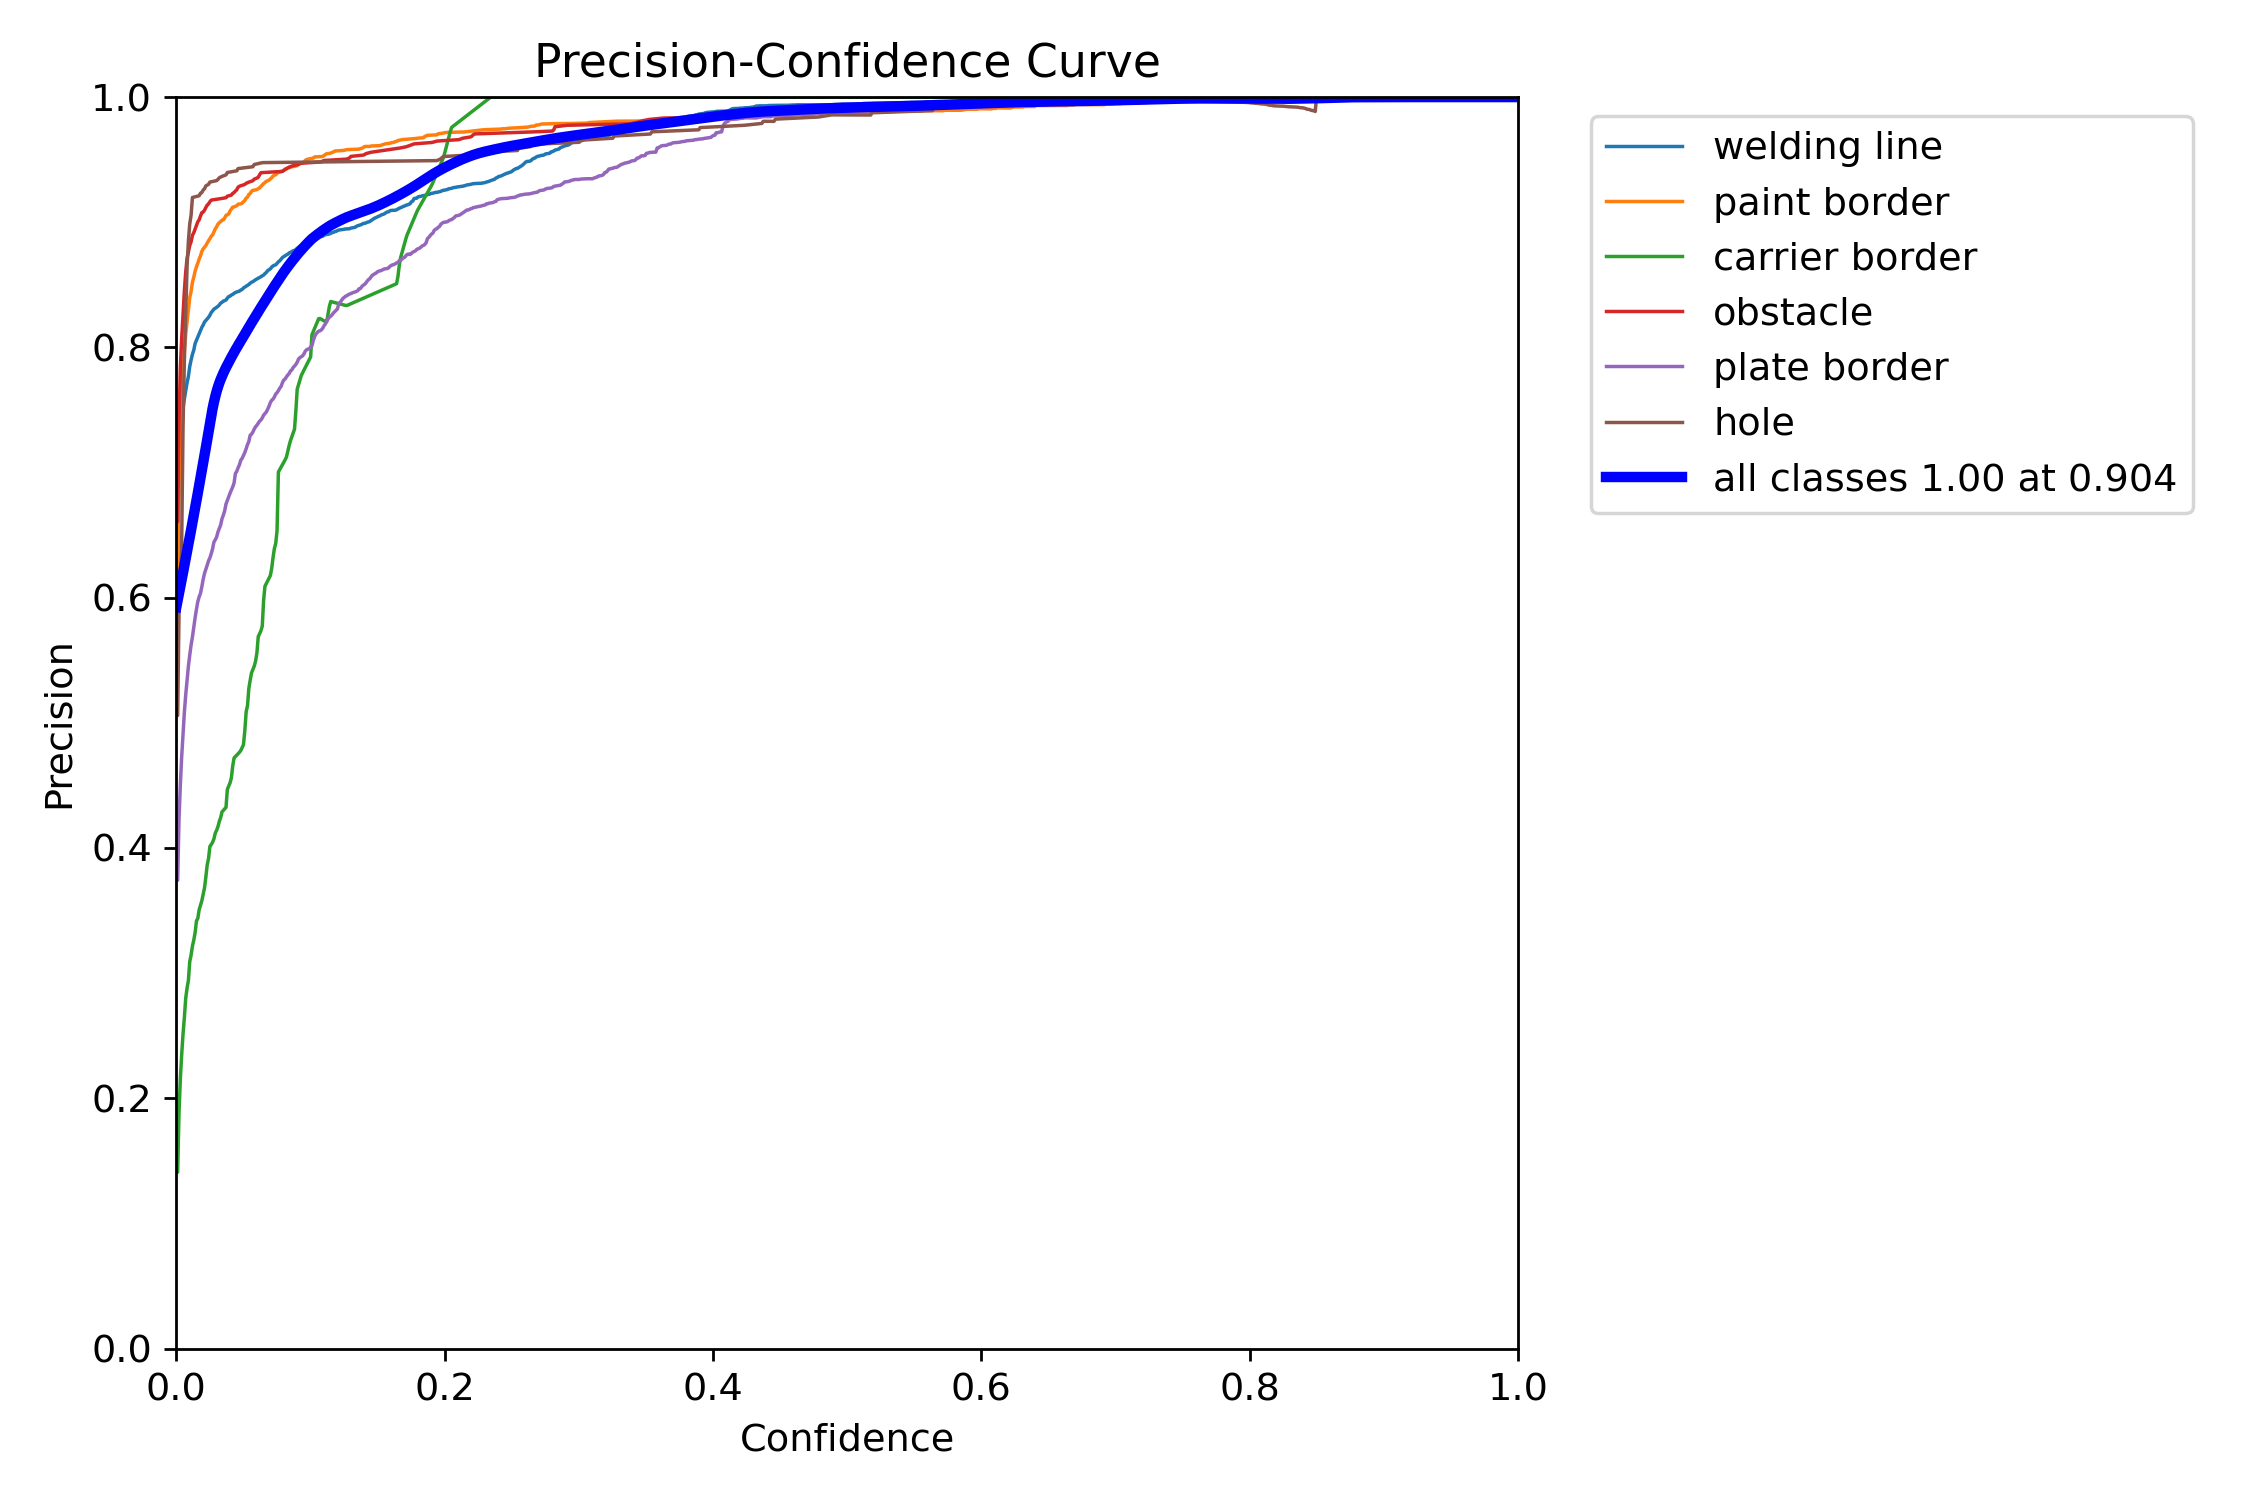 Precision-Confidence Curve
1.0
0.8
0.6
0.4
0.2
0.0
Precision
0.0 0.2 0.4 0.6 0.8 1.0
Confidence
welding line
paint border
carrier border
obstacle
plate border
hole
all classes 1.00 at 0.904